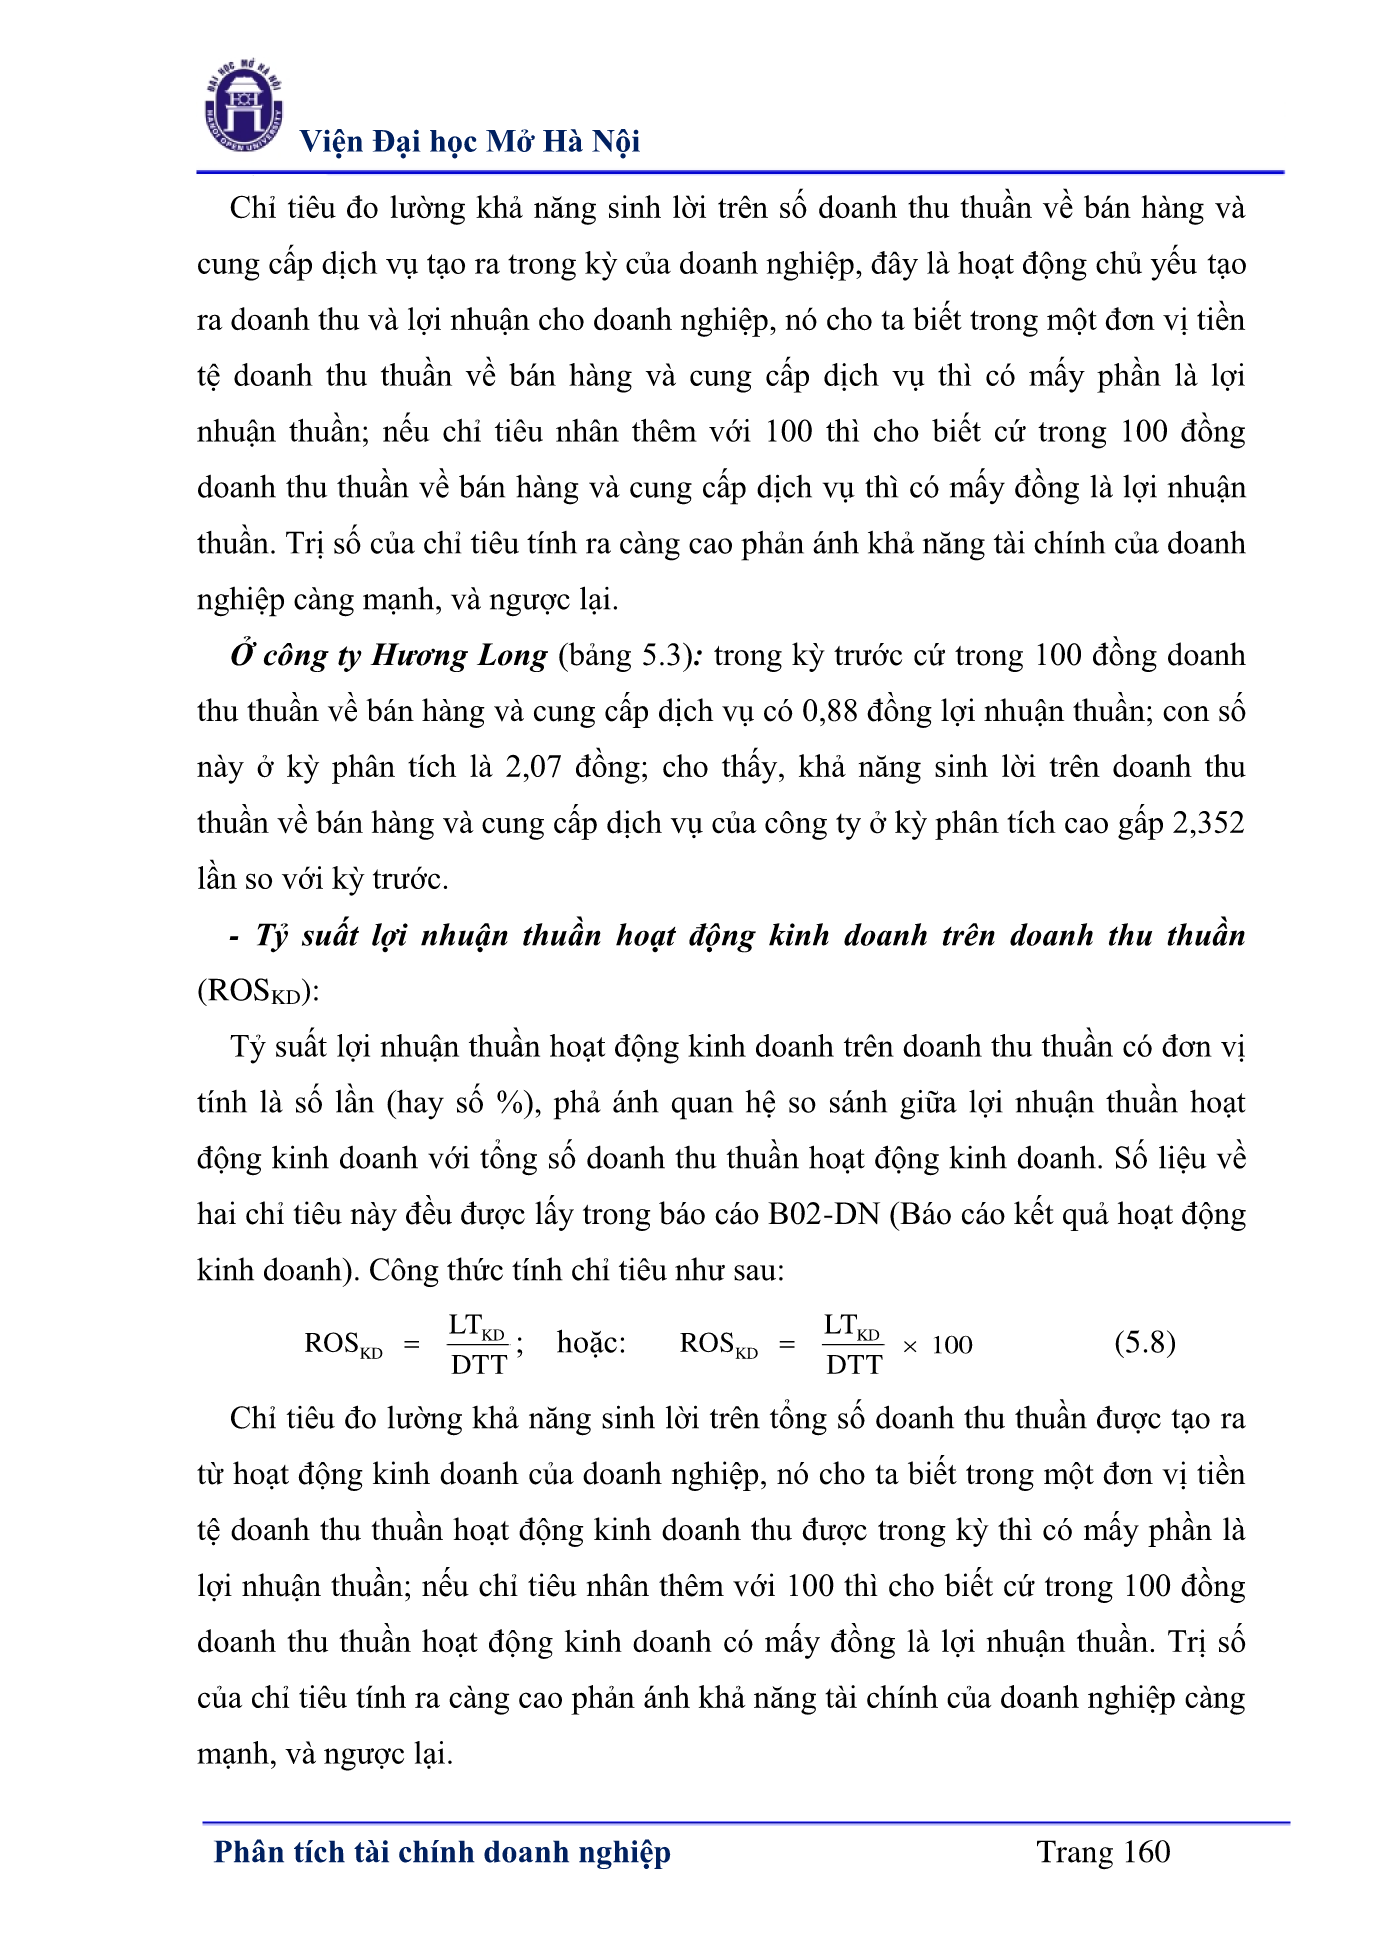 ĐẠI HỌC MỞ HÀ NỘI
HANOI OPEN UNIVERSITY
Viện Đại học Mở Hà Nội
Chỉ tiêu đo lường khả năng sinh lời trên số doanh thu thuần về bán hàng và
cung cấp dịch vụ tạo ra trong kỳ của doanh nghiệp, đây là hoạt động chủ yếu tạo
ra doanh thu và lợi nhuận cho doanh nghiệp, nó cho ta biết trong một đơn vị tiền
tệ doanh thu thuần về bán hàng và cung cấp dịch vụ thì có mấy phần là lợi
nhuận thuần; nếu chỉ tiêu nhân thêm với 100 thì cho biết cứ trong 100 đồng
doanh thu thuần về bán hàng và cung cấp dịch vụ thì có mấy đồng là lợi nhuận
thuần. Trị số của chỉ tiêu tính ra càng cao phản ánh khả năng tài chính của doanh
nghiệp càng mạnh, và ngược lại.
Ở công ty Hương Long (bảng 5.3): trong kỳ trước cứ trong 100 đồng doanh
thu thuần về bán hàng và cung cấp dịch vụ có 0,88 đồng lợi nhuận thuần; con số
này ở kỳ phân tích là 2,07 đồng; cho thấy, khả năng sinh lời trên doanh thu
thuần về bán hàng và cung cấp dịch vụ của công ty ở kỳ phân tích cao gấp 2,352
lần so với kỳ trước.
- Tỷ suất lợi nhuận thuần hoạt động kinh doanh trên doanh thu thuần
(ROSKD):
Tỷ suất lợi nhuận thuần hoạt động kinh doanh trên doanh thu thuần có đơn vị
tính là số lần (hay số %), phả ánh quan hệ so sánh giữa lợi nhuận thuần hoạt
động kinh doanh với tổng số doanh thu thuần hoạt động kinh doanh. Số liệu về
hai chỉ tiêu này đều được lấy trong báo cáo B02-DN (Báo cáo kết quả hoạt động
kinh doanh). Công thức tính chỉ tiêu như sau:
ROSKD = LTKD / DTT ; hoặc: ROSKD = LTKD / DTT × 100 (5.8)
Chỉ tiêu đo lường khả năng sinh lời trên tổng số doanh thu thuần được tạo ra
từ hoạt động kinh doanh của doanh nghiệp, nó cho ta biết trong một đơn vị tiền
tệ doanh thu thuần hoạt động kinh doanh thu được trong kỳ thì có mấy phần là
lợi nhuận thuần; nếu chỉ tiêu nhân thêm với 100 thì cho biết cứ trong 100 đồng
doanh thu thuần hoạt động kinh doanh có mấy đồng là lợi nhuận thuần. Trị số
của chỉ tiêu tính ra càng cao phản ánh khả năng tài chính của doanh nghiệp càng
mạnh, và ngược lại.
Phân tích tài chính doanh nghiệp Trang 160